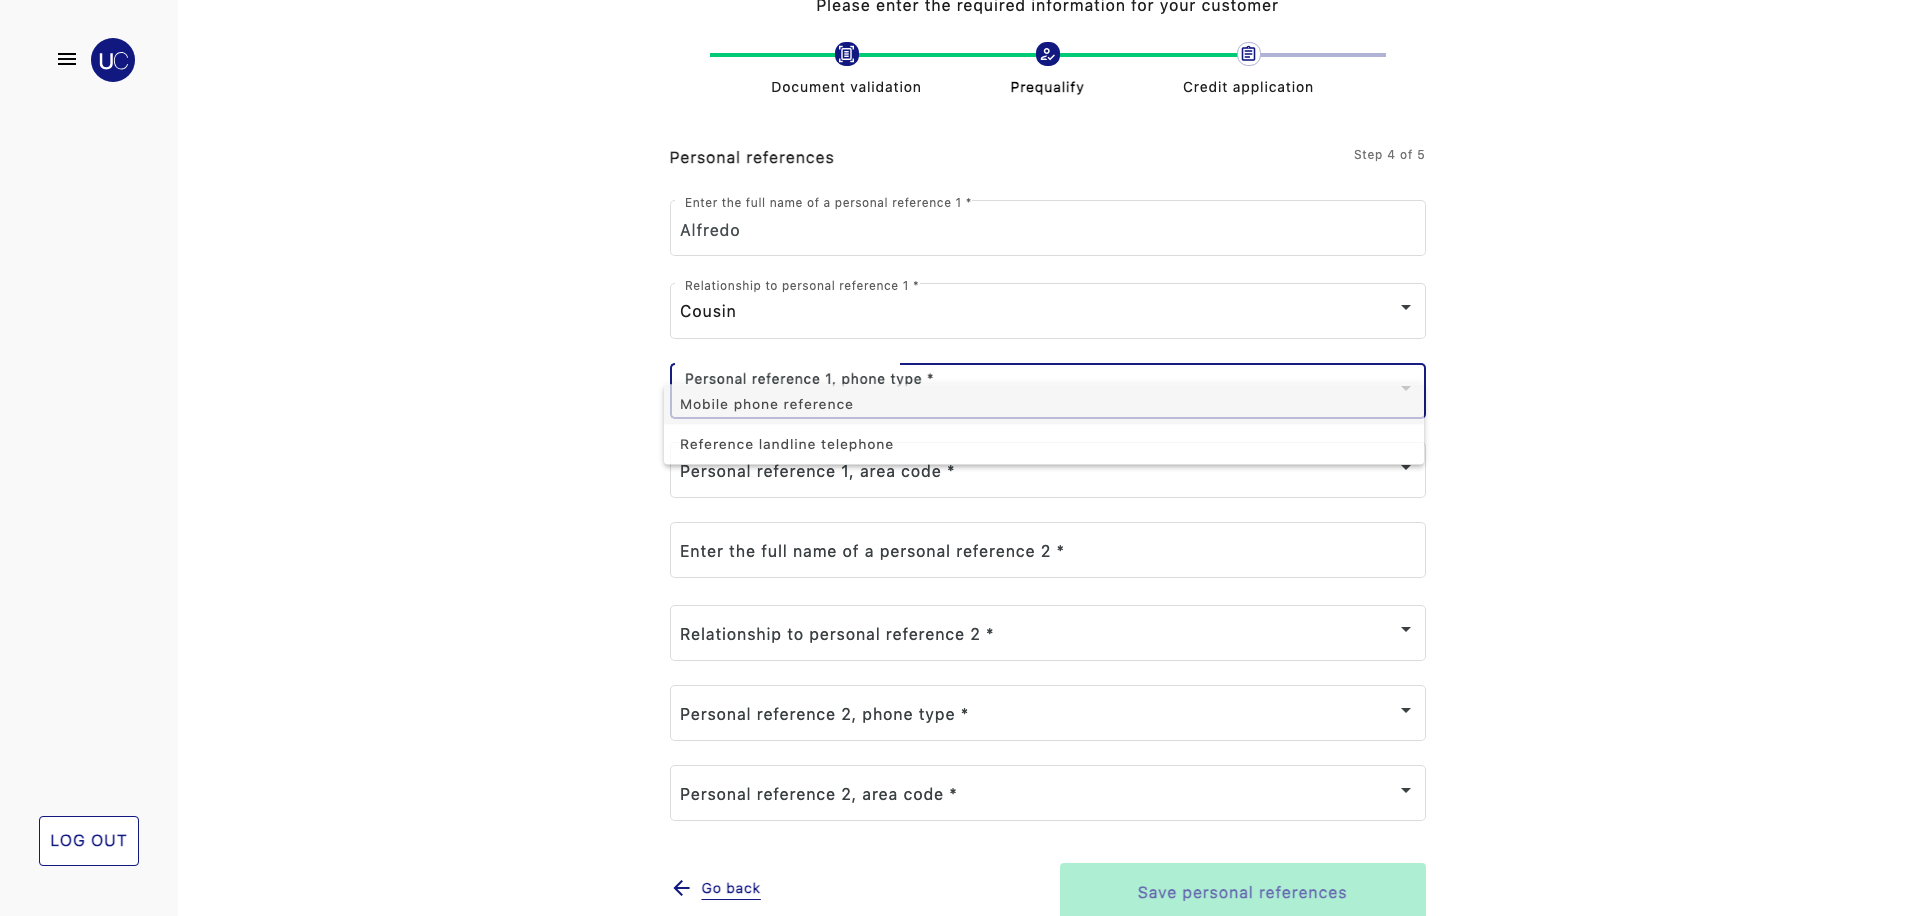 Please enter the required information for your customer
UC
Document validation
Prequalify
Credit application
Personal references
Step 4 of 5
Enter the full name of a personal reference 1 *
Alfredo
Relationship to personal reference 1 *
Cousin
Personal reference 1, phone type *
Mobile phone reference
Reference landline telephone
Personal reference 1, area code *
Enter the full name of a personal reference 2 *
Relationship to personal reference 2 *
Personal reference 2, phone type *
Personal reference 2, area code *
LOG OUT
Go back
Save personal references